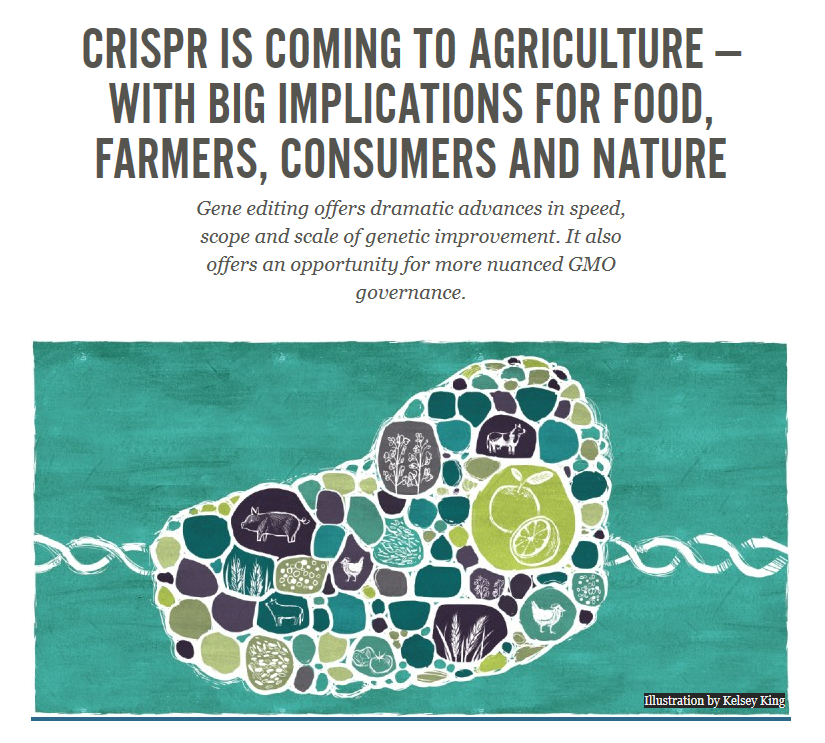 CRISPR IS COMING TO AGRICULTURE —
WITH BIG IMPLICATIONS FOR FOOD,
FARMERS, CONSUMERS AND NATURE
Gene editing offers dramatic advances in speed,
scope and scale of genetic improvement. It also
offers an opportunity for more nuanced GMO
governance.
Illustration by Kelsey King